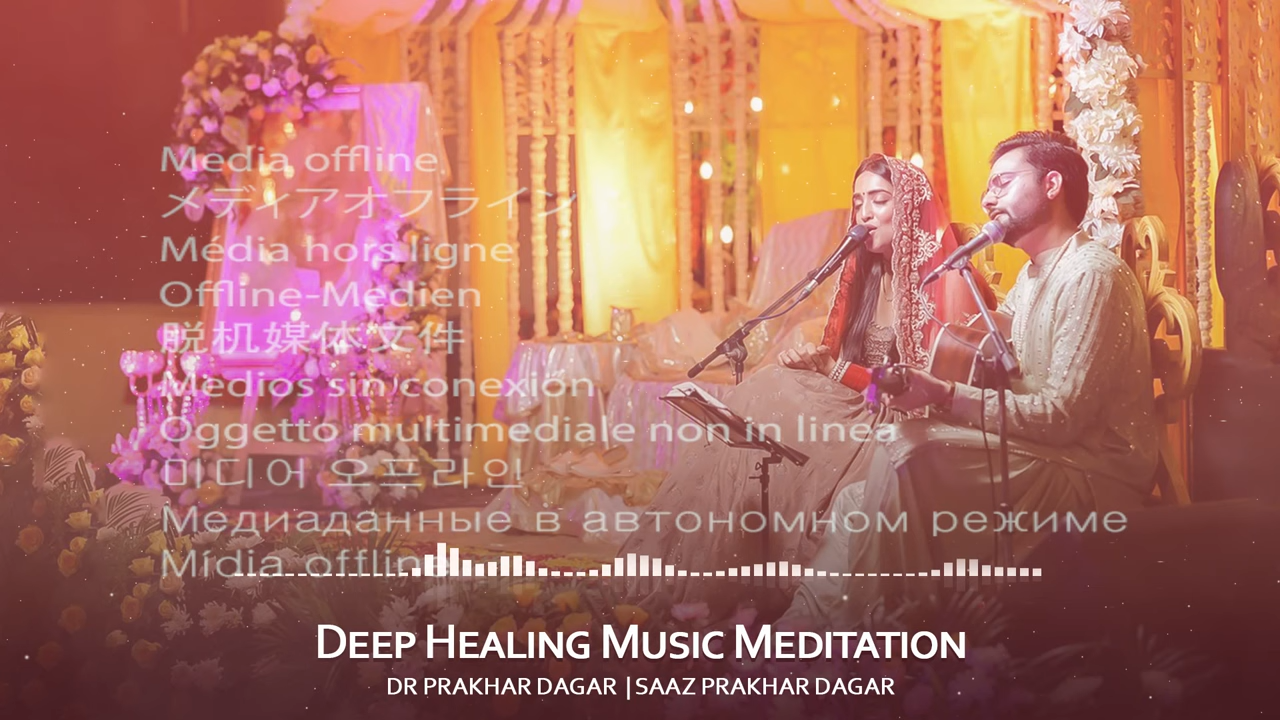 Media offline
メディアオフライン
Média hors ligne
Offline-Medien
脱机媒体文件
Medios sin conexión
Oggetto multimediale non in linea
미디어 오프라인
Медиаданные в автономном режиме
Mídia offline
DEEP HEALING MUSIC MEDITATION
DR PRAKHAR DAGAR | SAAZ PRAKHAR DAGAR